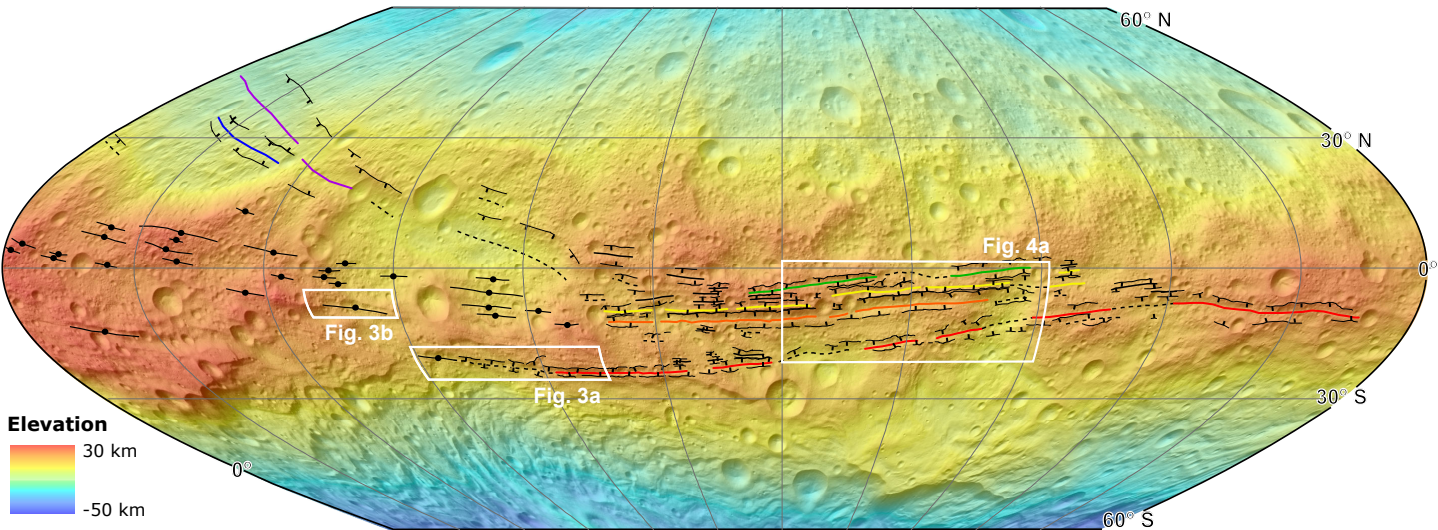 60° N
30° N
Fig. 4a
0°
Fig. 3b
Fig. 3a
30° S
Elevation
30 km
-50 km
0°
60° S